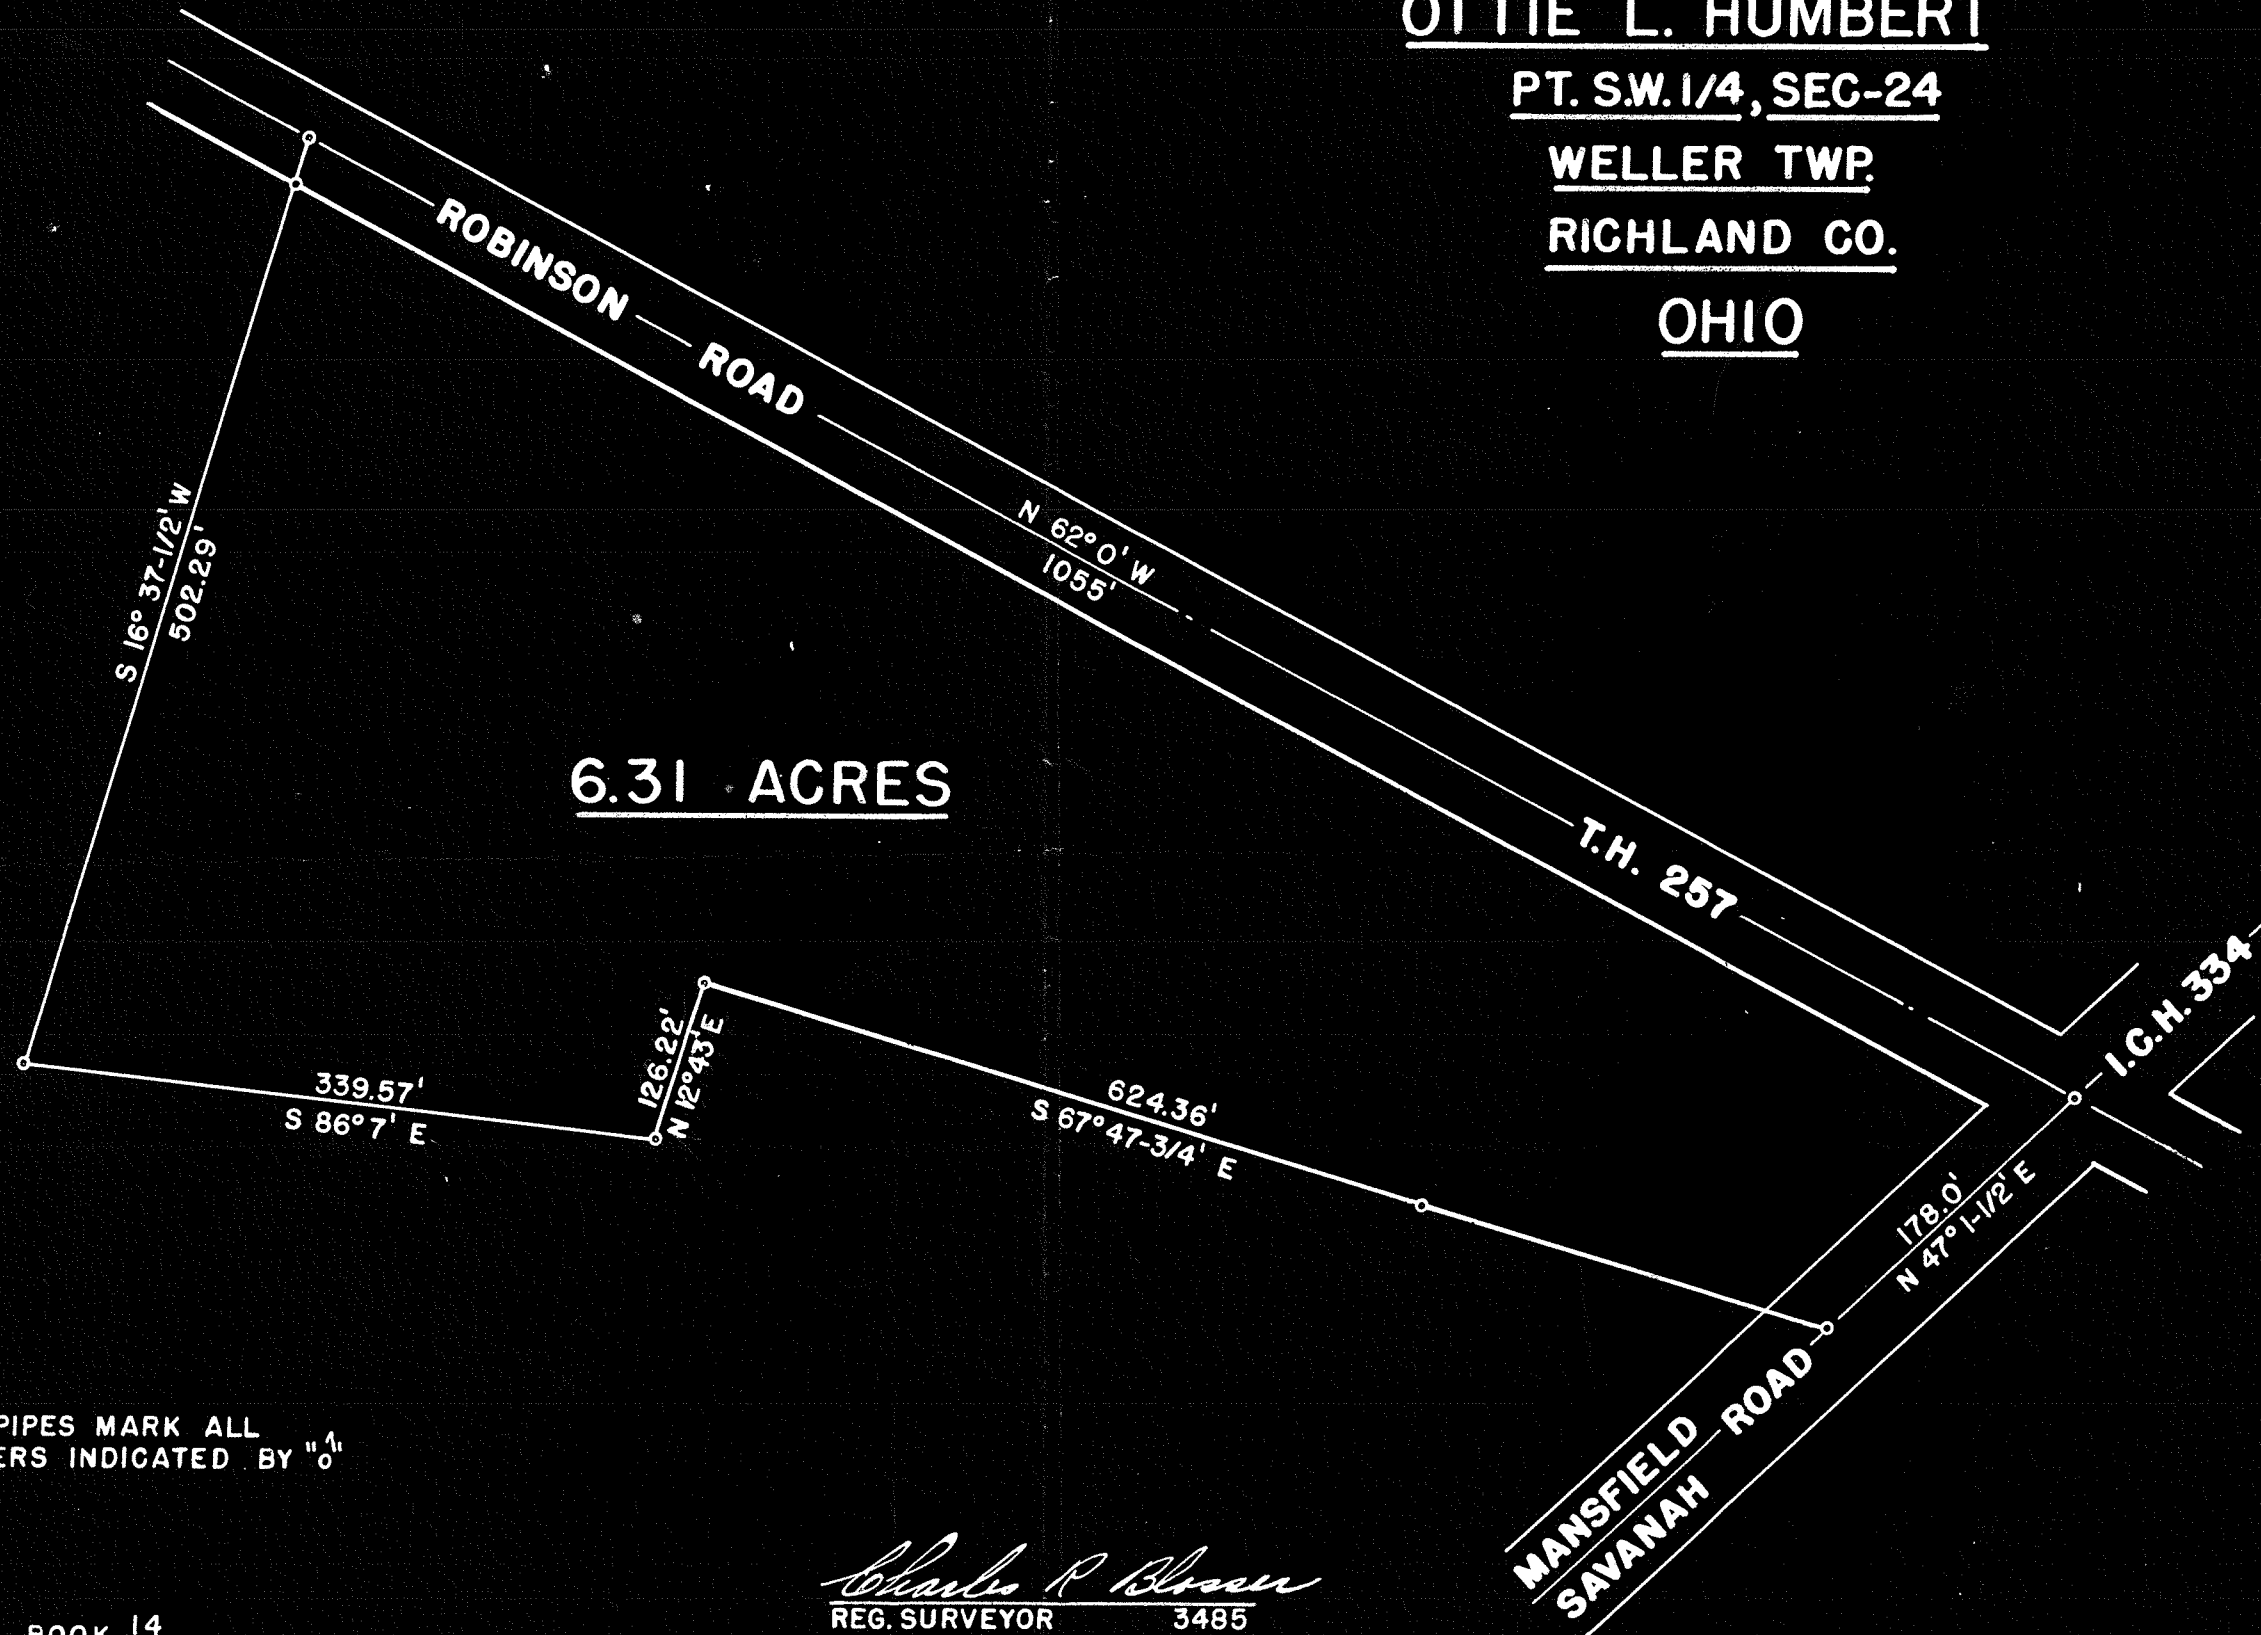 OTTIE L. HUMBERT
PT. S.W. 1/4, SEC-24
WELLER TWP.
RICHLAND CO.
OHIO
ROBINSON ROAD
N 62° 0' W
1055'
T.H. 257
I.C.H. 334
S 16° 37-1/2' W
502.29'
6.31 ACRES
339.57'
S 86° 7' E
126.22'
N 12° 43' E
624.36'
S 67° 47-3/4' E
178.0'
N 47° 1-1/2' E
MANSFIELD
SAVANAH
ROAD
PIPES MARK ALL
ERS INDICATED BY "o"
Charles R Blosser
REG. SURVEYOR 3485
BOOK 14